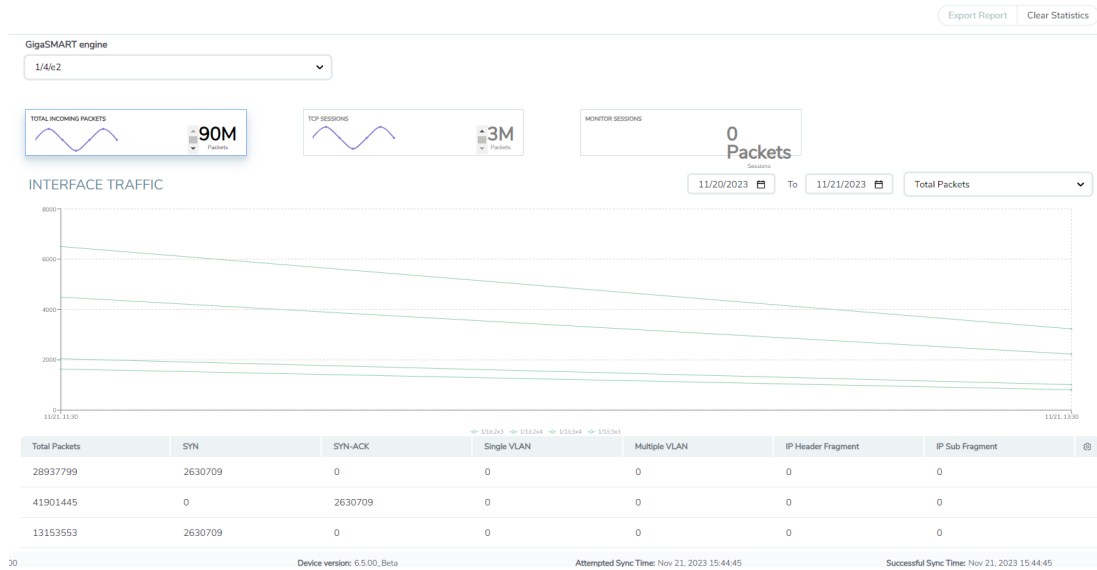 Export Report Clear Statistics
GigaSMART engine
1/4/e2
TOTAL INCOMING PACKETS
90M
Packets
TCP SESSIONS
3M
Packets
MONITOR SESSIONS
0
Packets
Sessions
INTERFACE TRAFFIC
11/20/2023 To 11/21/2023 Total Packets
8000
6000
4000
2000
0
11/21, 11:30 11/21, 13:30
Total Packets SYN SYN-ACK Single VLAN Multiple VLAN IP Header Fragment IP Sub Fragment
28937799 2630709 0 0 0 0 0
41901445 0 2630709 0 0 0 0
13153553 2630709 0 0 0 0 0
00 Device version: 6.5.00_Beta Attempted Sync Time: Nov 21, 2023 15:44:45 Successful Sync Time: Nov 21, 2023 15:44:45